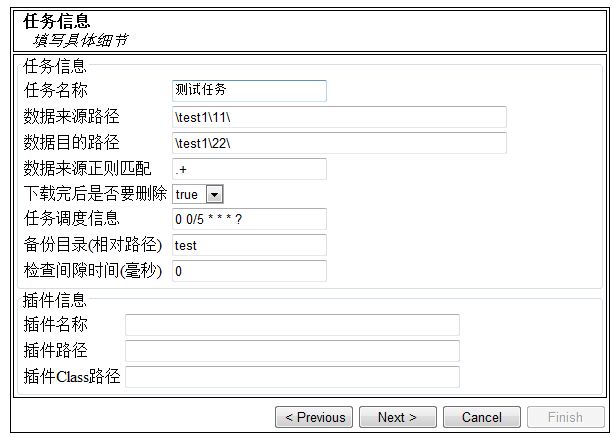 任务信息
填写具体细节
任务信息
任务名称 测试任务
数据来源路径 \test1\11\
数据目的路径 \test1\22\
数据来源正则匹配 .+
下载完后是否要删除 true
任务调度信息 0 0/5 * * * ?
备份目录(相对路径) test
检查间隙时间(毫秒) 0
插件信息
插件名称
插件路径
插件Class路径
< Previous Next > Cancel Finish